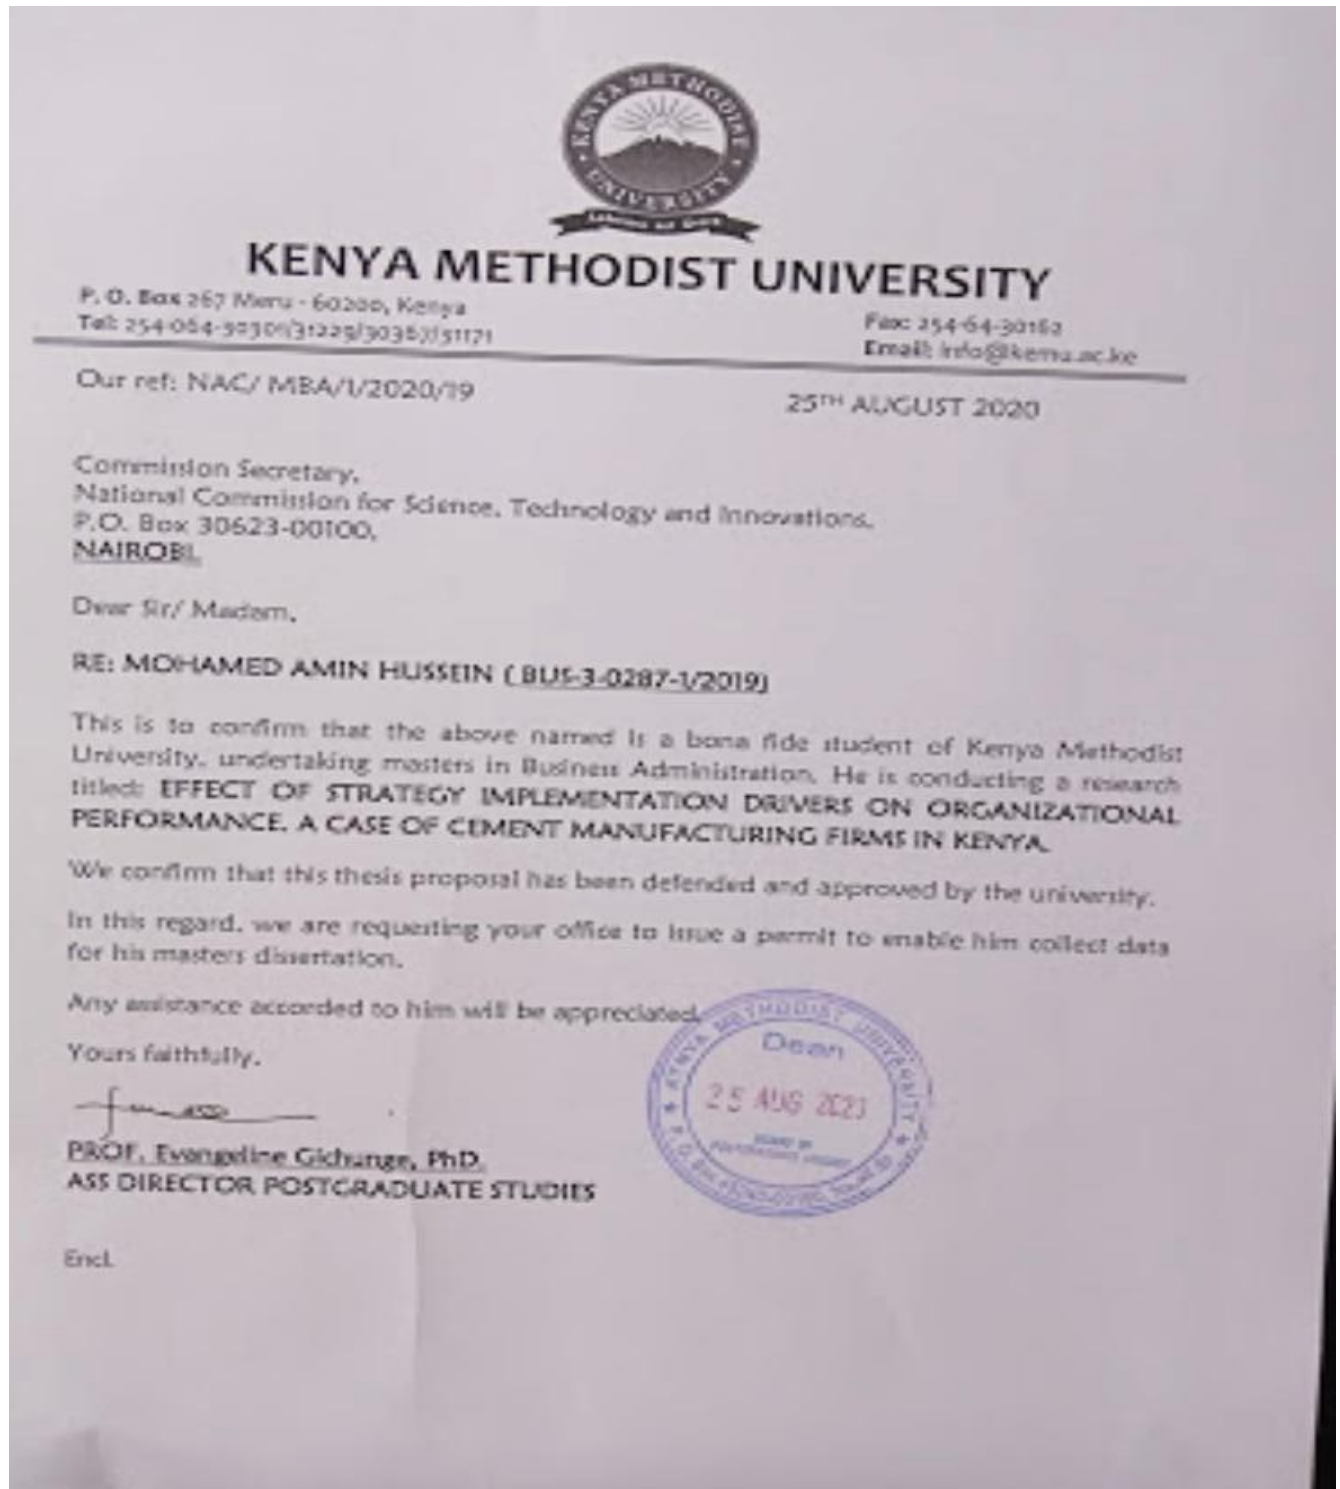 KENYA METHODIST UNIVERSITY
KENYA METHODIST UNIVERSITY
P. O. Box 267 Meru - 60200, Kenya
Tel: 254-064-30301/31229/30367/31171
Fax: 254-64-30162
Email: info@kemu.ac.ke
Our ref: NAC/ MBA/1/2020/19
25TH AUGUST 2020
Commission Secretary,
National Commission for Science, Technology and Innovations,
P.O. Box 30623-00100,
NAIROBI.
Dear Sir/ Madam,
RE: MOHAMED AMIN HUSSEIN ( BUS-3-0287-1/2019)
This is to confirm that the above named is a bona fide student of Kenya Methodist
University, undertaking masters in Business Administration. He is conducting a research
titled: EFFECT OF STRATEGY IMPLEMENTATION DRIVERS ON ORGANIZATIONAL
PERFORMANCE. A CASE OF CEMENT MANUFACTURING FIRMS IN KENYA.
We confirm that this thesis proposal has been defended and approved by the university.
In this regard, we are requesting your office to issue a permit to enable him collect data
for his masters dissertation.
Any assistance accorded to him will be appreciated.
Yours faithfully,
PROF. Evangeline Gichunge, PhD.
ASS DIRECTOR POSTGRADUATE STUDIES
Encl.
KENYA METHODIST UNIVERSITY
Dean
25 AUG